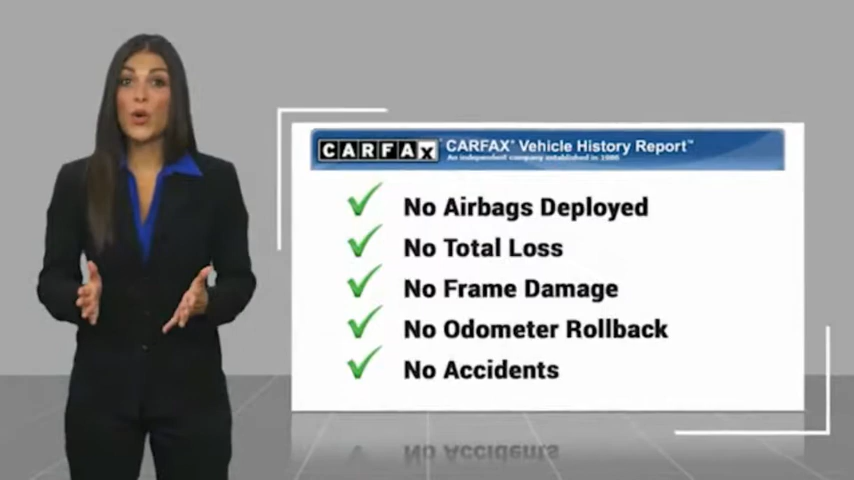 CARFAX CARFAX® Vehicle History Report™
An independent company established in 1986
No Airbags Deployed
No Total Loss
No Frame Damage
No Odometer Rollback
No Accidents
No Accidents